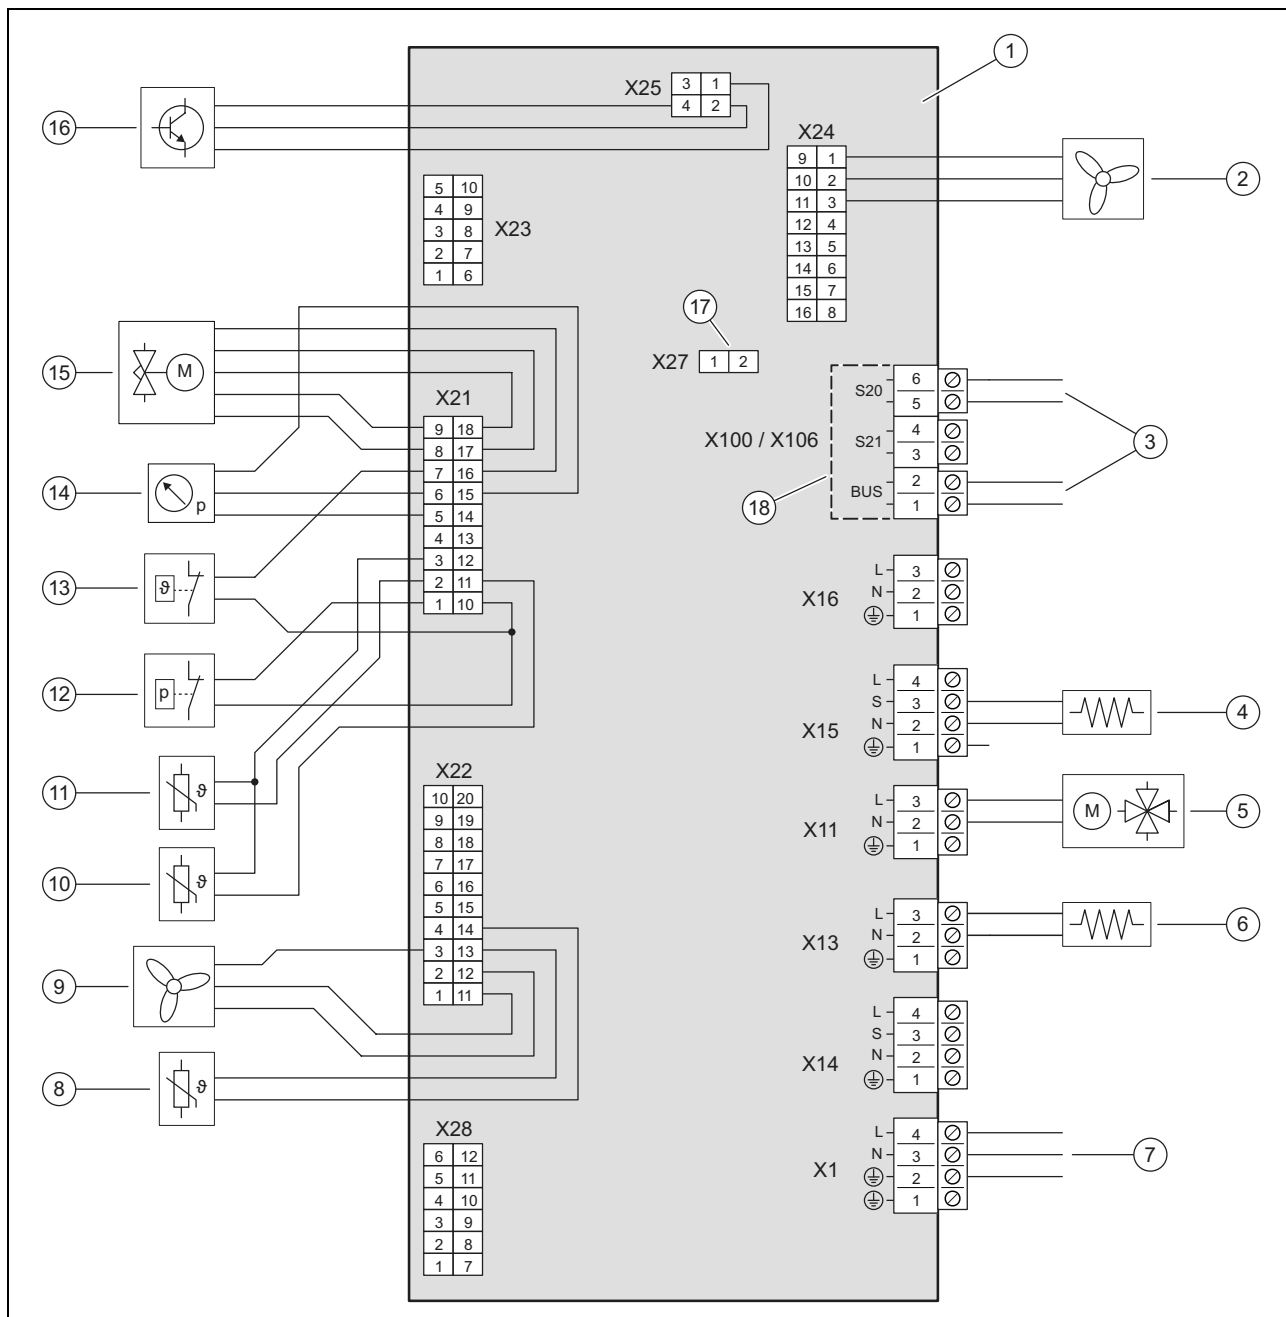 1
X25
3 1
4 2
16
X24
9 1
10 2
11 3
12 4
13 5
14 6
15 7
16 8
2
5 10
4 9
3 8
2 7
1 6
X23
17
X27
1 2
15
M
X21
9 18
8 17
7 16
6 15
5 14
4 13
3 12
2 11
1 10
14
p
13
ϑ
12
p
11
ϑ
10
ϑ
X100 / X106
18
S20
6
5
S21
4
3
BUS
2
1
3
X16
L 3
N 2
1
X15
L 4
S 3
N 2
1
4
X11
L 3
N 2
1
M
5
X13
L 3
N 2
1
6
X22
10 20
9 19
8 18
7 17
6 16
5 15
4 14
3 13
2 12
1 11
9
8
ϑ
X14
L 4
S 3
N 2
1
X28
6 12
5 11
4 10
3 9
2 8
1 7
X1
L 4
N 3
2
1
7